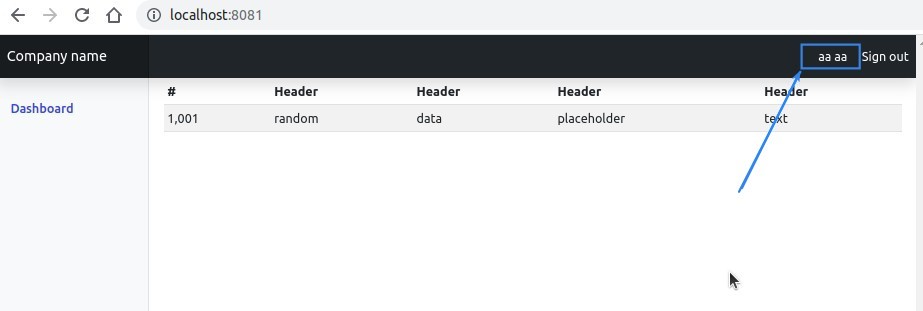 localhost:8081
Company name aa aa Sign out
Dashboard
# Header Header Header Header
1,001 random data placeholder text